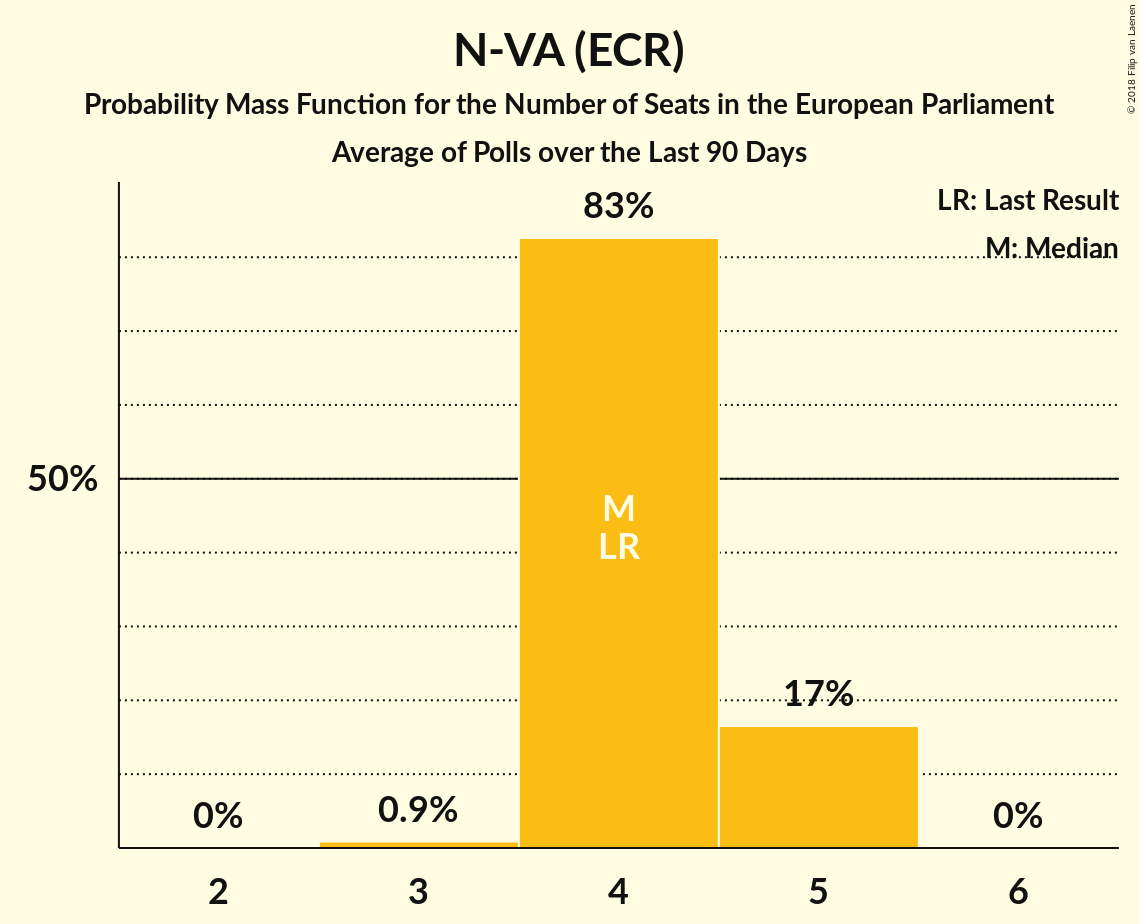 N-VA (ECR)
Probability Mass Function for the Number of Seats in the European Parliament
Average of Polls over the Last 90 Days
© 2018 Filip van Laenen
LR: Last Result
M: Median
83%
50%
M
LR
17%
0%
0.9%
0%
2
3
4
5
6